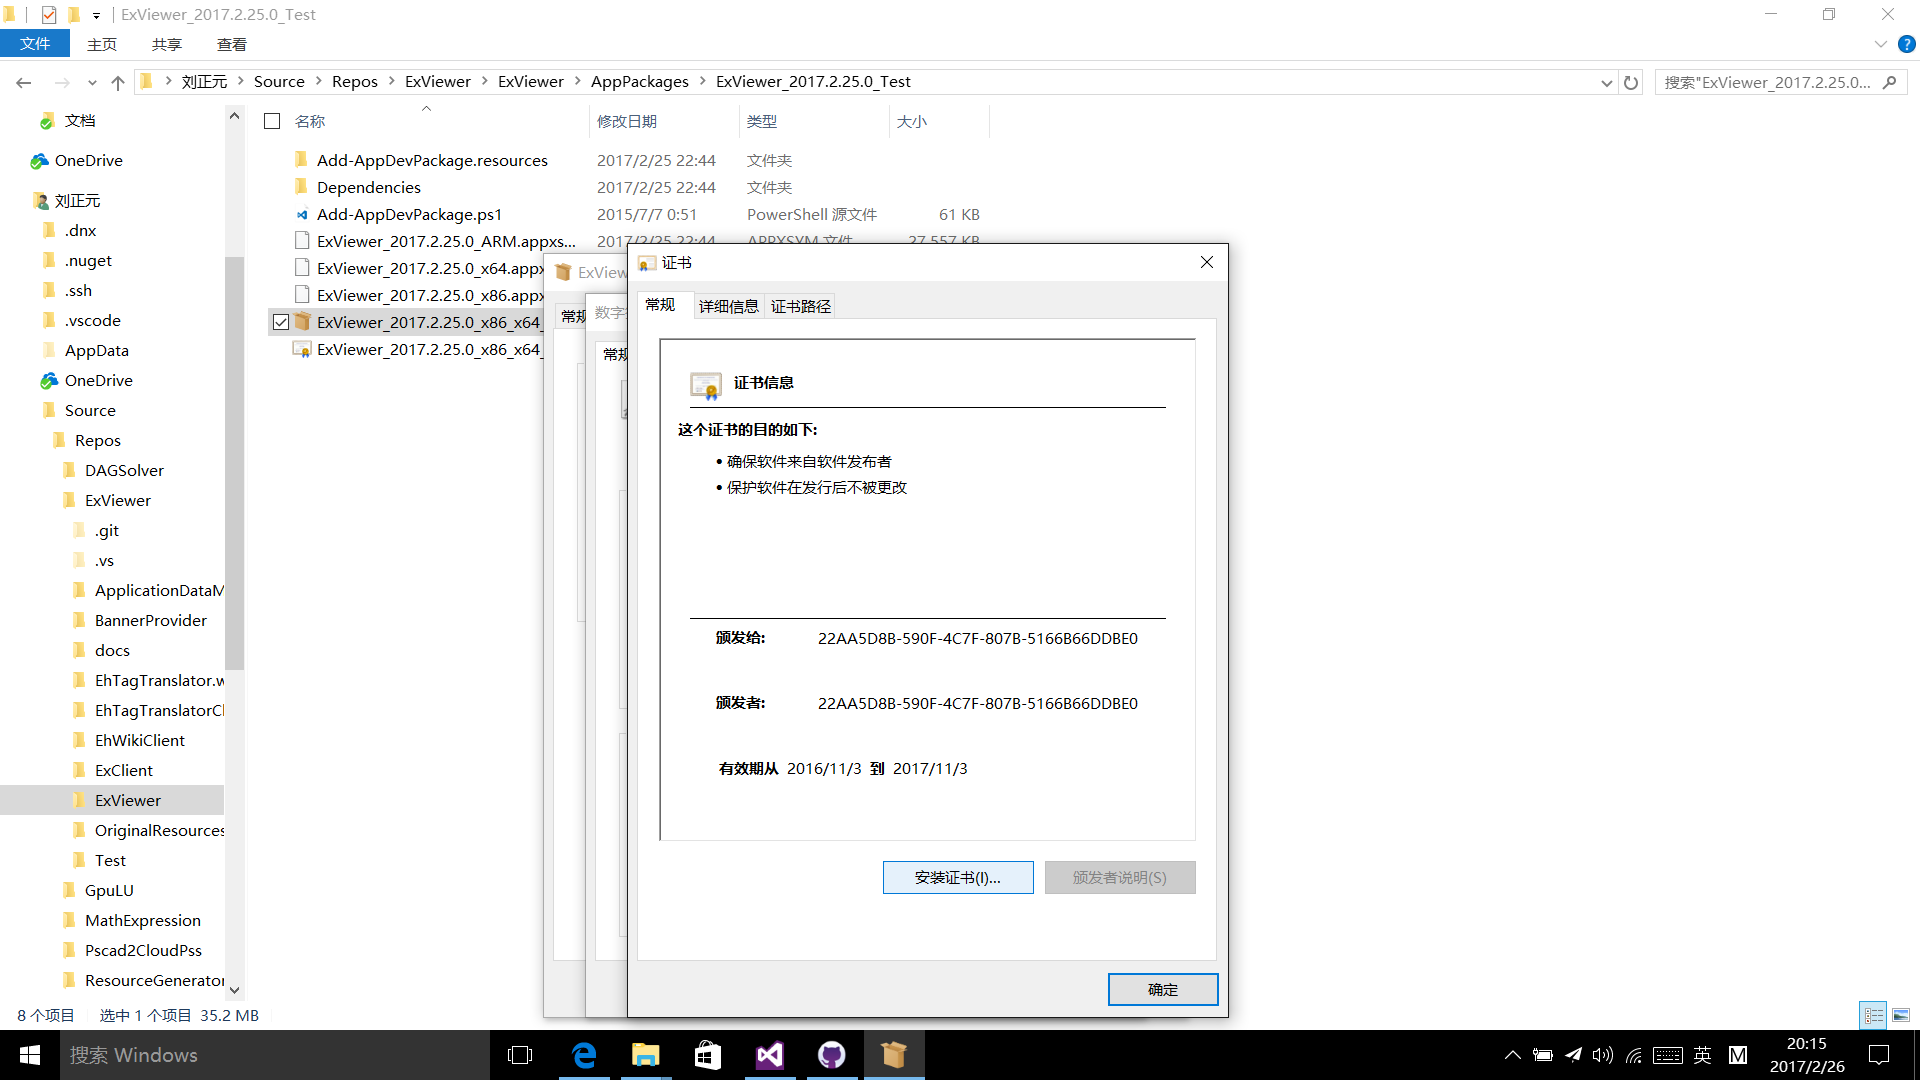 ExViewer_2017.2.25.0_Test
文件 主页 共享 查看
刘正元 Source Repos ExViewer ExViewer AppPackages ExViewer_2017.2.25.0_Test
搜索"ExViewer_2017.2.25.0...
文档
OneDrive
刘正元
.dnx
.nuget
.ssh
.vscode
AppData
OneDrive
Source
Repos
DAGSolver
ExViewer
.git
.vs
ApplicationDataM
BannerProvider
docs
EhTagTranslator.w
EhTagTranslatorCl
EhWikiClient
ExClient
ExViewer
OriginalResources
Test
GpuLU
MathExpression
Pscad2CloudPss
ResourceGenerator
名称 修改日期 类型 大小
Add-AppDevPackage.resources 2017/2/25 22:44 文件夹
Dependencies 2017/2/25 22:44 文件夹
Add-AppDevPackage.ps1 2015/7/7 0:51 PowerShell 源文件 61 KB
ExViewer_2017.2.25.0_ARM.appxs... 2017/2/25 22:44 APPXSYM 文件 27,557 KB
ExViewer_2017.2.25.0_x64.appx
ExViewer_2017.2.25.0_x86.appx
ExViewer_2017.2.25.0_x86_x64_
ExViewer_2017.2.25.0_x86_x64_
ExView
常规
数字
常规
证书
常规 详细信息 证书路径
证书信息
这个证书的目的如下:
• 确保软件来自软件发布者
• 保护软件在发行后不被更改
颁发给: 22AA5D8B-590F-4C7F-807B-5166B66DDBE0
颁发者: 22AA5D8B-590F-4C7F-807B-5166B66DDBE0
有效期从 2016/11/3 到 2017/11/3
安装证书(I)... 颁发者说明(S)
确定
8 个项目 选中 1 个项目 35.2 MB
搜索 Windows
英 M
20:15
2017/2/26